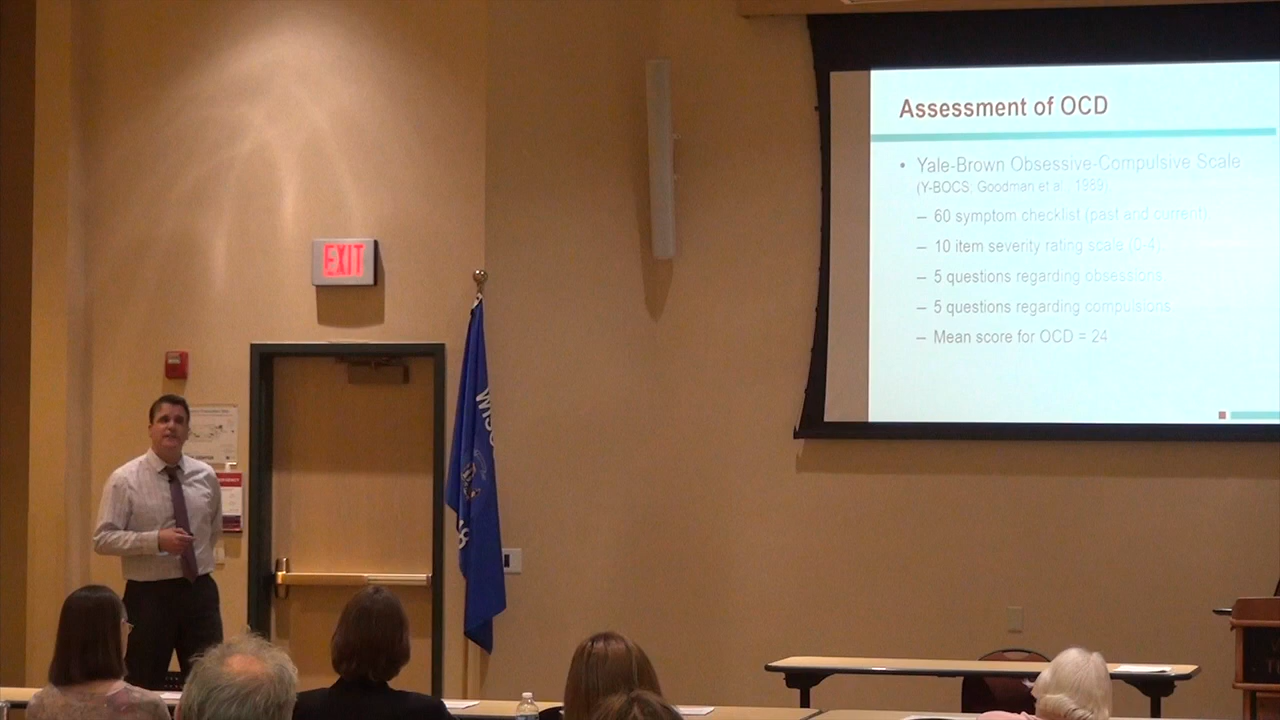 Assessment of OCD
• Yale-Brown Obsessive-Compulsive Scale
(Y-BOCS: Goodman et al., 1989)
– 60 symptom checklist (past and current)
– 10 item severity rating scale (0-4)
– 5 questions regarding obsessions
– 5 questions regarding compulsions
– Mean score for OCD = 24
EXIT
WISC